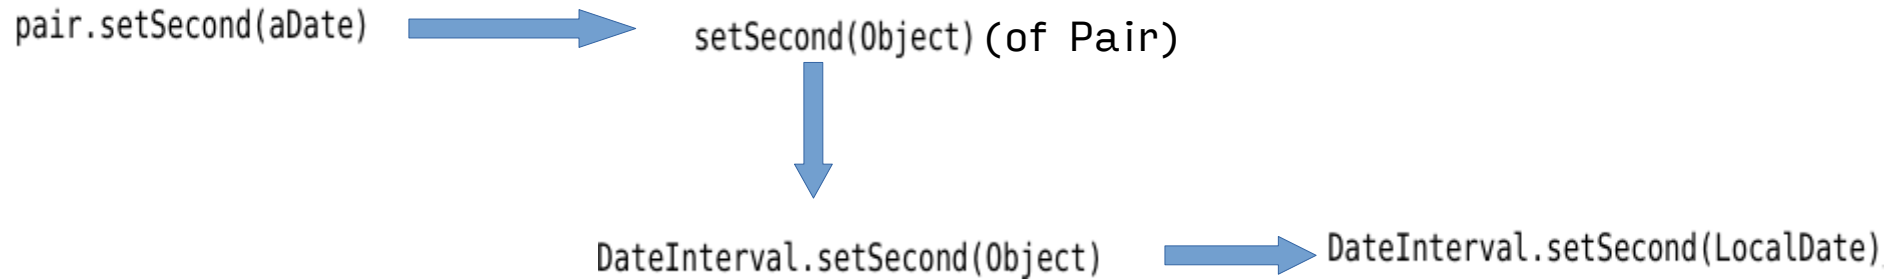 pair.setSecond(aDate)
setSecond(Object) (of Pair)
DateInterval.setSecond(Object)
DateInterval.setSecond(LocalDate)